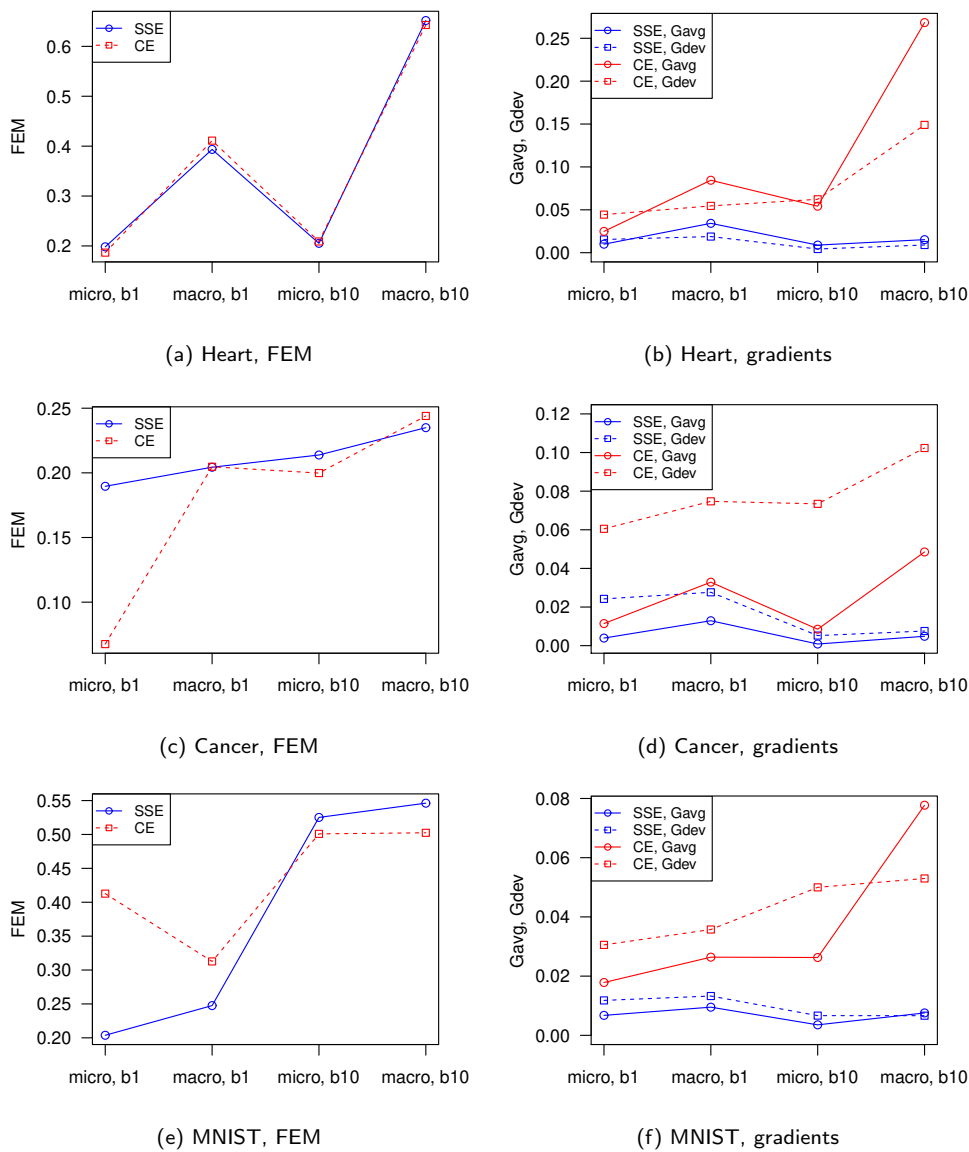 FEM
0.6
0.5
0.4
0.3
0.2
SSE
CE
micro, b1 macro, b1 micro, b10 macro, b10
(a) Heart, FEM
Gavg, Gdev
0.25
0.20
0.15
0.10
0.05
0.00
SSE, Gavg
SSE, Gdev
CE, Gavg
CE, Gdev
micro, b1 macro, b1 micro, b10 macro, b10
(b) Heart, gradients
FEM
0.25
0.20
0.15
0.10
SSE
CE
micro, b1 macro, b1 micro, b10 macro, b10
(c) Cancer, FEM
Gavg, Gdev
0.12
0.10
0.08
0.06
0.04
0.02
0.00
SSE, Gavg
SSE, Gdev
CE, Gavg
CE, Gdev
micro, b1 macro, b1 micro, b10 macro, b10
(d) Cancer, gradients
FEM
0.55
0.50
0.45
0.40
0.35
0.30
0.25
0.20
SSE
CE
micro, b1 macro, b1 micro, b10 macro, b10
(e) MNIST, FEM
Gavg, Gdev
0.08
0.06
0.04
0.02
0.00
SSE, Gavg
SSE, Gdev
CE, Gavg
CE, Gdev
micro, b1 macro, b1 micro, b10 macro, b10
(f) MNIST, gradients